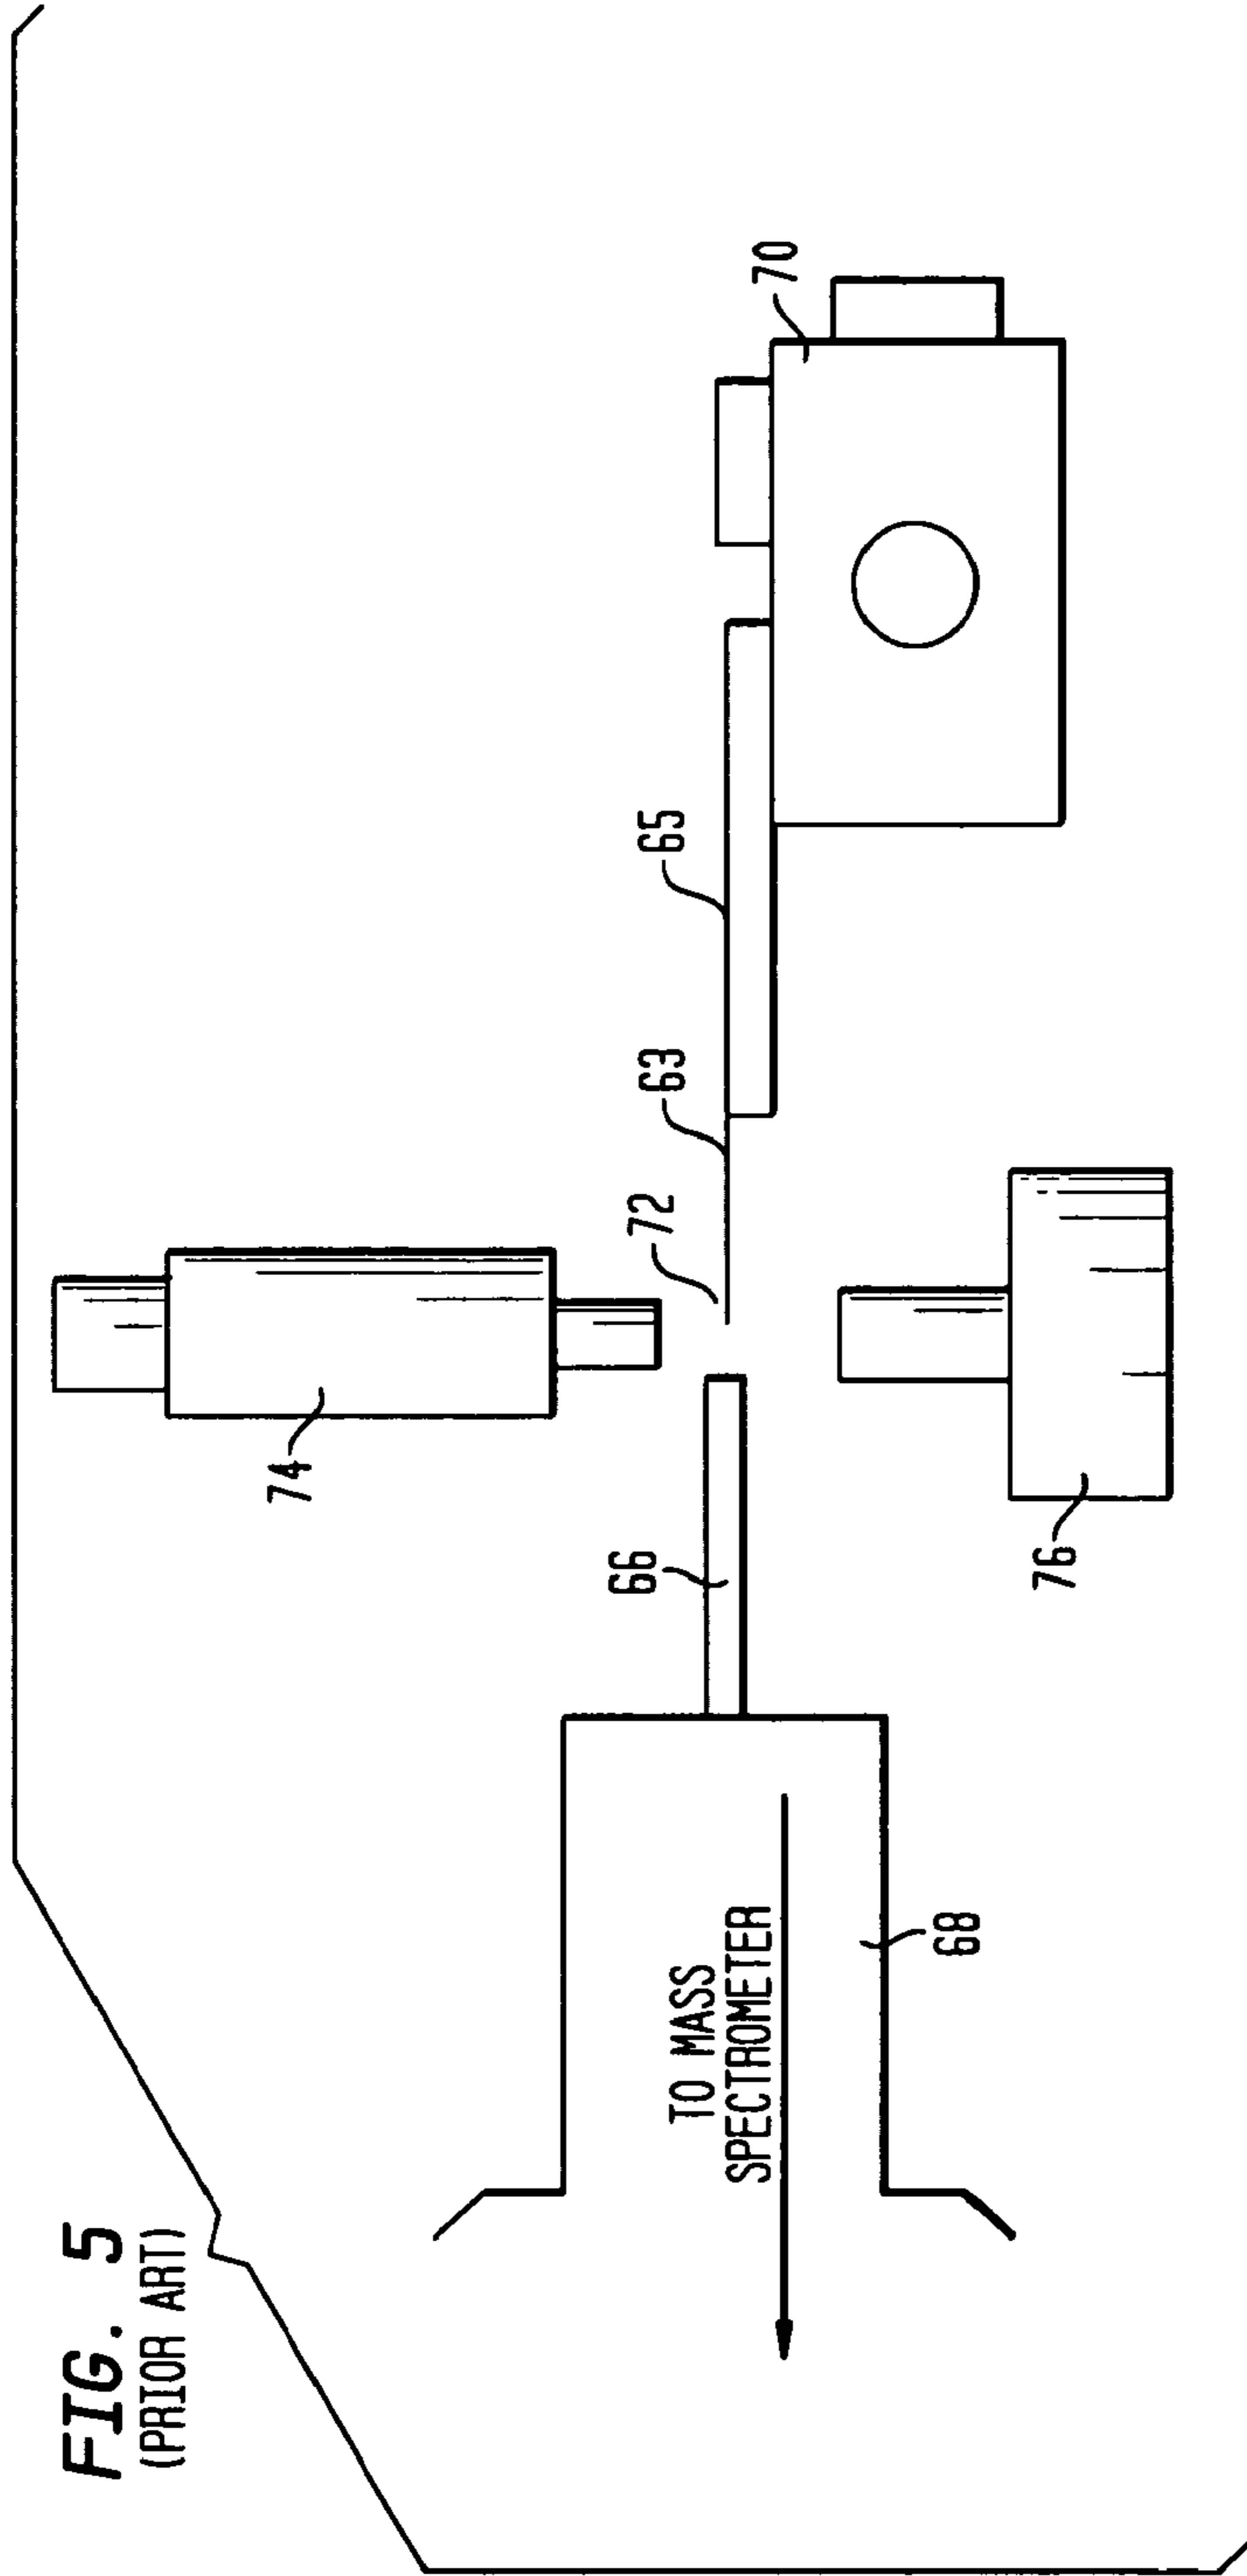 FIG. 5
(PRIOR ART)
74
72
63
65
70
66
76
68
TO MASS
SPECTROMETER